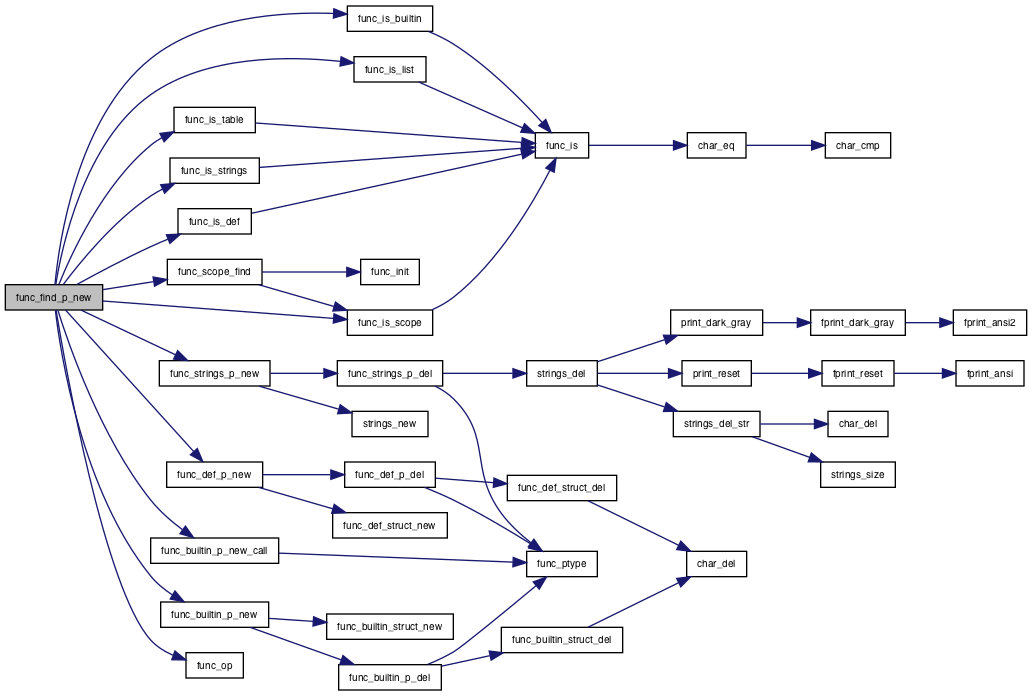 func_is_builtin
func_is_list
func_is_table
func_is
char_eq
char_cmp
func_is_strings
func_is_def
func_scope_find
func_init
func_find_p_new
func_is_scope
print_dark_gray
fprint_dark_gray
fprint_ansi2
func_strings_p_new
func_strings_p_del
strings_del
print_reset
fprint_reset
fprint_ansi
strings_new
strings_del_str
char_del
func_def_p_new
func_def_p_del
strings_size
func_def_struct_del
func_def_struct_new
func_builtin_p_new_call
func_ptype
char_del
func_builtin_p_new
func_builtin_struct_new
func_builtin_struct_del
func_op
func_builtin_p_del